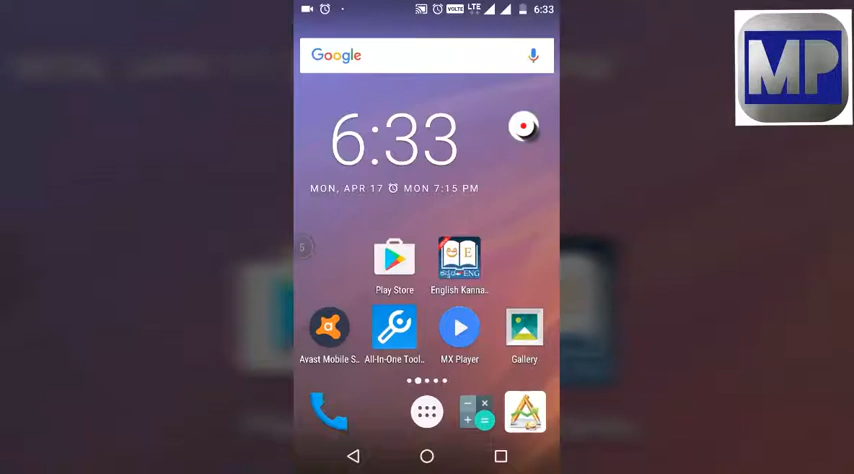 VOLTE LTE 6:33
MP
Google
6:33
MON, APR 17 MON 7:15 PM
5
Play Store English Kanna..
Avast Mobile S.. All-In-One Tool.. MX Player Gallery